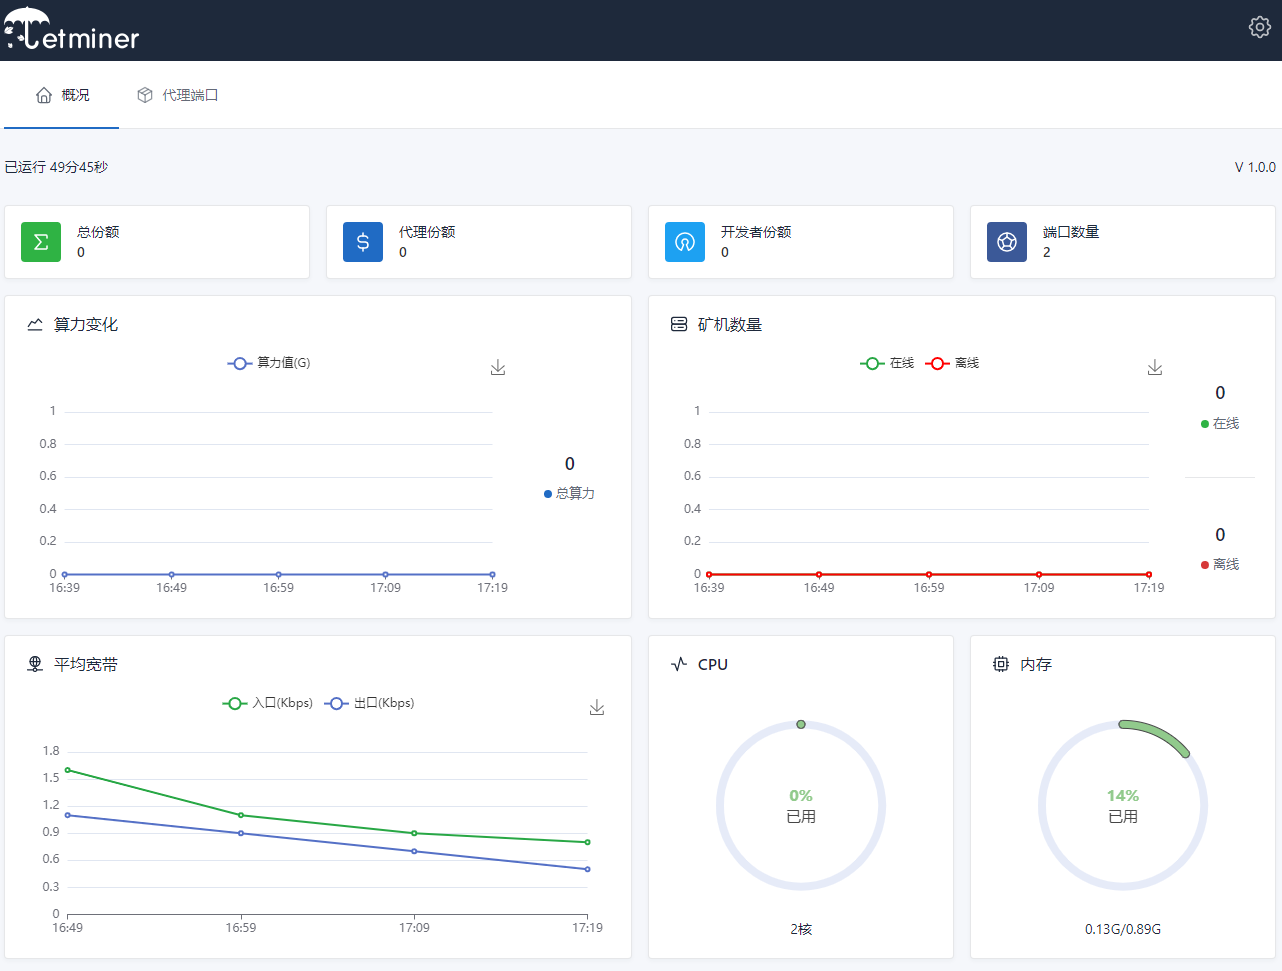 etminer
概况
代理端口
已运行 49分45秒
V 1.0.0
总份额
0
代理份额
0
开发者份额
0
端口数量
2
算力变化
算力值(G)
1
0.8
0.6
0.4
0.2
0
16:39 16:49 16:59 17:09 17:19
0
总算力
矿机数量
在线 离线
1
0.8
0.6
0.4
0.2
0
16:39 16:49 16:59 17:09 17:19
0
在线
0
离线
平均宽带
入口(Kbps) 出口(Kbps)
1.8
1.5
1.2
0.9
0.6
0.3
0
16:49 16:59 17:09 17:19
CPU
0%
已用
2核
内存
14%
已用
0.13G/0.89G